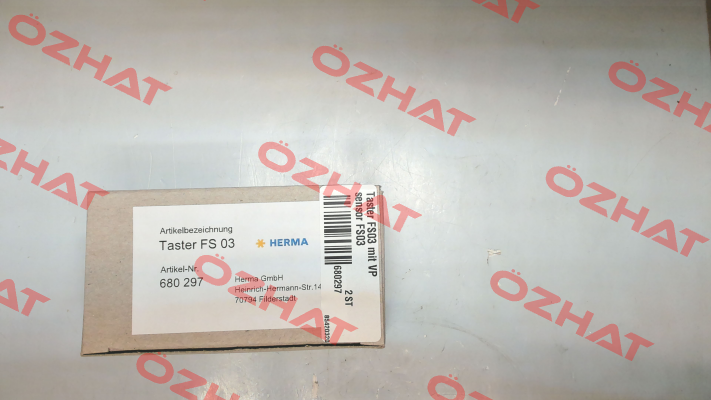 Artikelbezeichnung
Taster FS 03
HERMA
Artikel-Nr.
680 297
Herma GmbH
Heinrich-Hermann-Str.14
70794 Filderstadt
Taster FS03 mit VP
sensor FS03
680297
2 ST
ÖZHAT
ÖZHAT
ÖZHAT
ÖZHAT
ÖZHAT
ÖZHAT
ÖZHAT
ÖZHAT
ÖZHAT
ÖZHAT